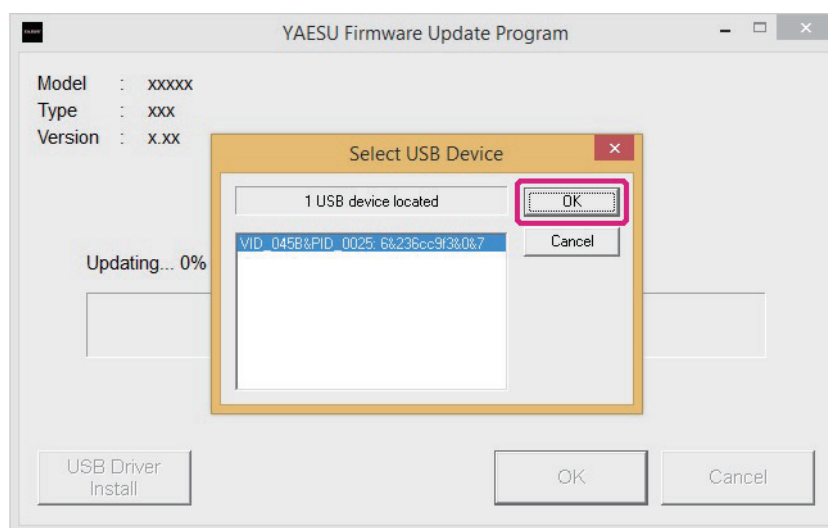 YAESU Firmware Update Program
Model : xxxxx
Type : xxx
Version : x.xx
Select USB Device
1 USB device located
OK
VID_045B&PID_0025: 6&236cc9f3&0&7
Cancel
Updating... 0%
USB Driver
Install
OK
Cancel